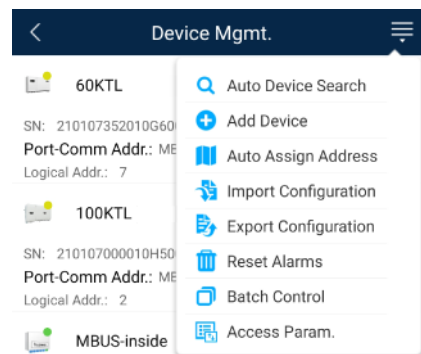 Device Mgmt.
60KTL
SN: 210107352010G60
Port-Comm Addr.: ME
Logical Addr.: 7
100KTL
SN: 210107000010H50
Port-Comm Addr.: ME
Logical Addr.: 2
MBUS-inside
Auto Device Search
Add Device
Auto Assign Address
Import Configuration
Export Configuration
Reset Alarms
Batch Control
Access Param.